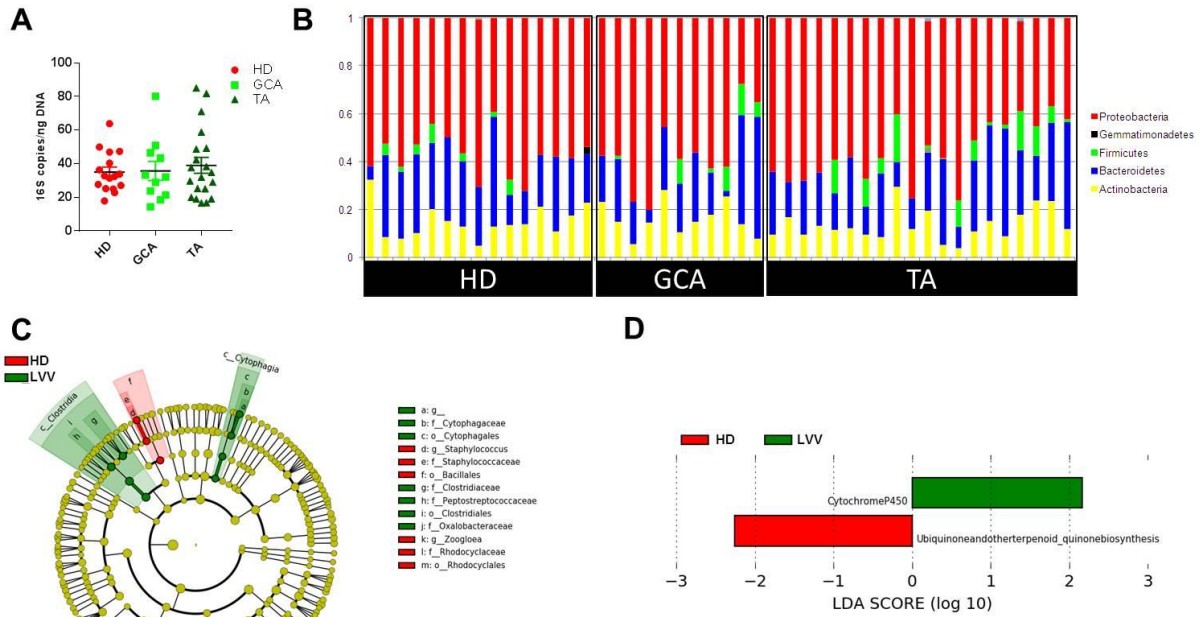 A
16S copies/ng DNA
100
80
60
40
20
0
HD
GCA
TA
HD
GCA
TA
B
1
0.8
0.6
0.4
0.2
0
HD
GCA
TA
Proteobacteria
Gemmatimonadetes
Firmicutes
Bacteroidetes
Actinobacteria
C
HD
LVV
c__Clostridia
i
h
g
f
e
d
c__Cytophagia
c
b
a
a: g__
b: f__Cytophagaceae
c: o__Cytophagales
d: g__Staphylococcus
e: f__Staphylococcaceae
f: o__Bacillales
g: f__Clostridiaceae
h: f__Peptostreptococcaceae
i: o__Clostridiales
j: f__Oxalobacteraceae
k: g__Zoogloea
l: f__Rhodocyclaceae
m: o__Rhodocyclales
D
HD
LVV
CytochromeP450
Ubiquinoneandotherterpenoid_quinonebiosynthesis
−3 −2 −1 0 1 2 3
LDA SCORE (log 10)